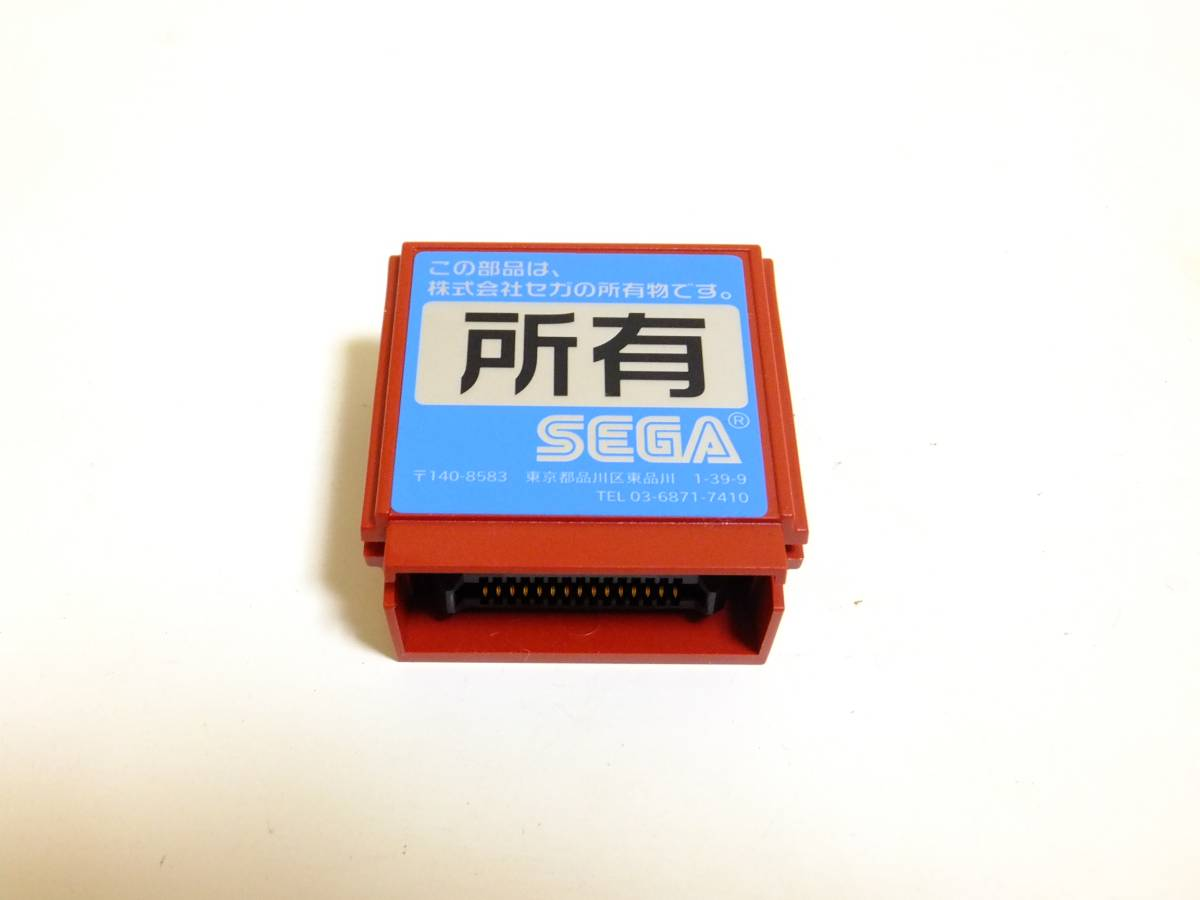 この部品は、
株式会社セガの所有物です。
所有
SEGA®
〒140-8583 東京都品川区東品川 1-39-9
TEL 03-6871-7410